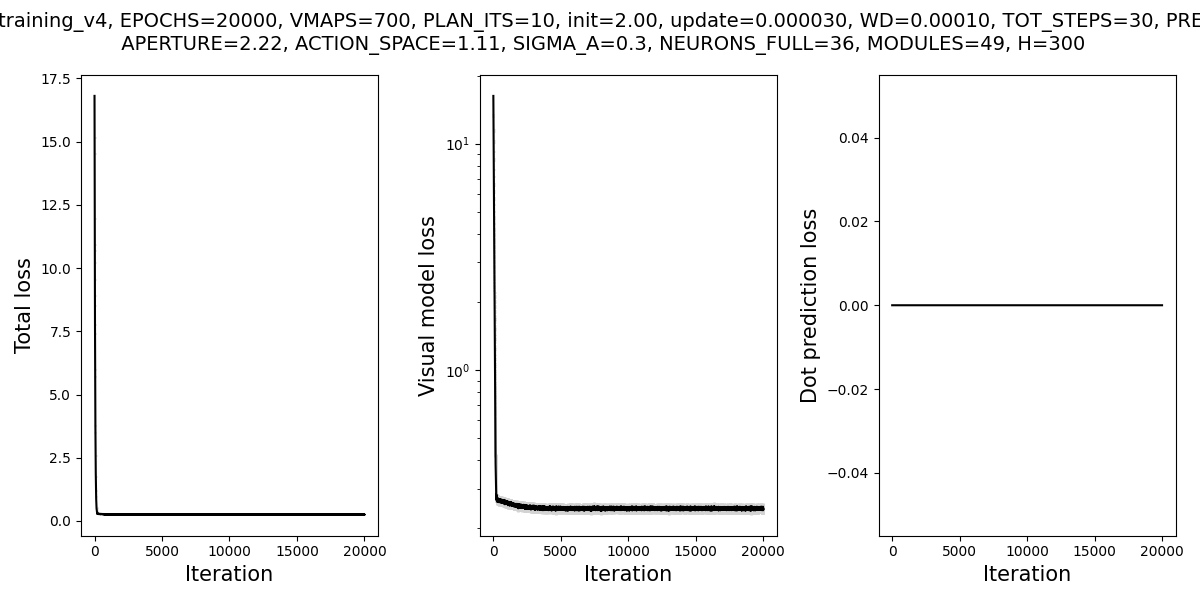 training_v4, EPOCHS=20000, VMAPS=700, PLAN_ITS=10, init=2.00, update=0.000030, WD=0.00010, TOT_STEPS=30, PRE
APERTURE=2.22, ACTION_SPACE=1.11, SIGMA_A=0.3, NEURONS_FULL=36, MODULES=49, H=300
Total loss
17.5
15.0
12.5
10.0
7.5
5.0
2.5
0.0
0 5000 10000 15000 20000
Iteration
Visual model loss
10¹
10⁰
0 5000 10000 15000 20000
Iteration
Dot prediction loss
0.04
0.02
0.00
−0.02
−0.04
0 5000 10000 15000 20000
Iteration